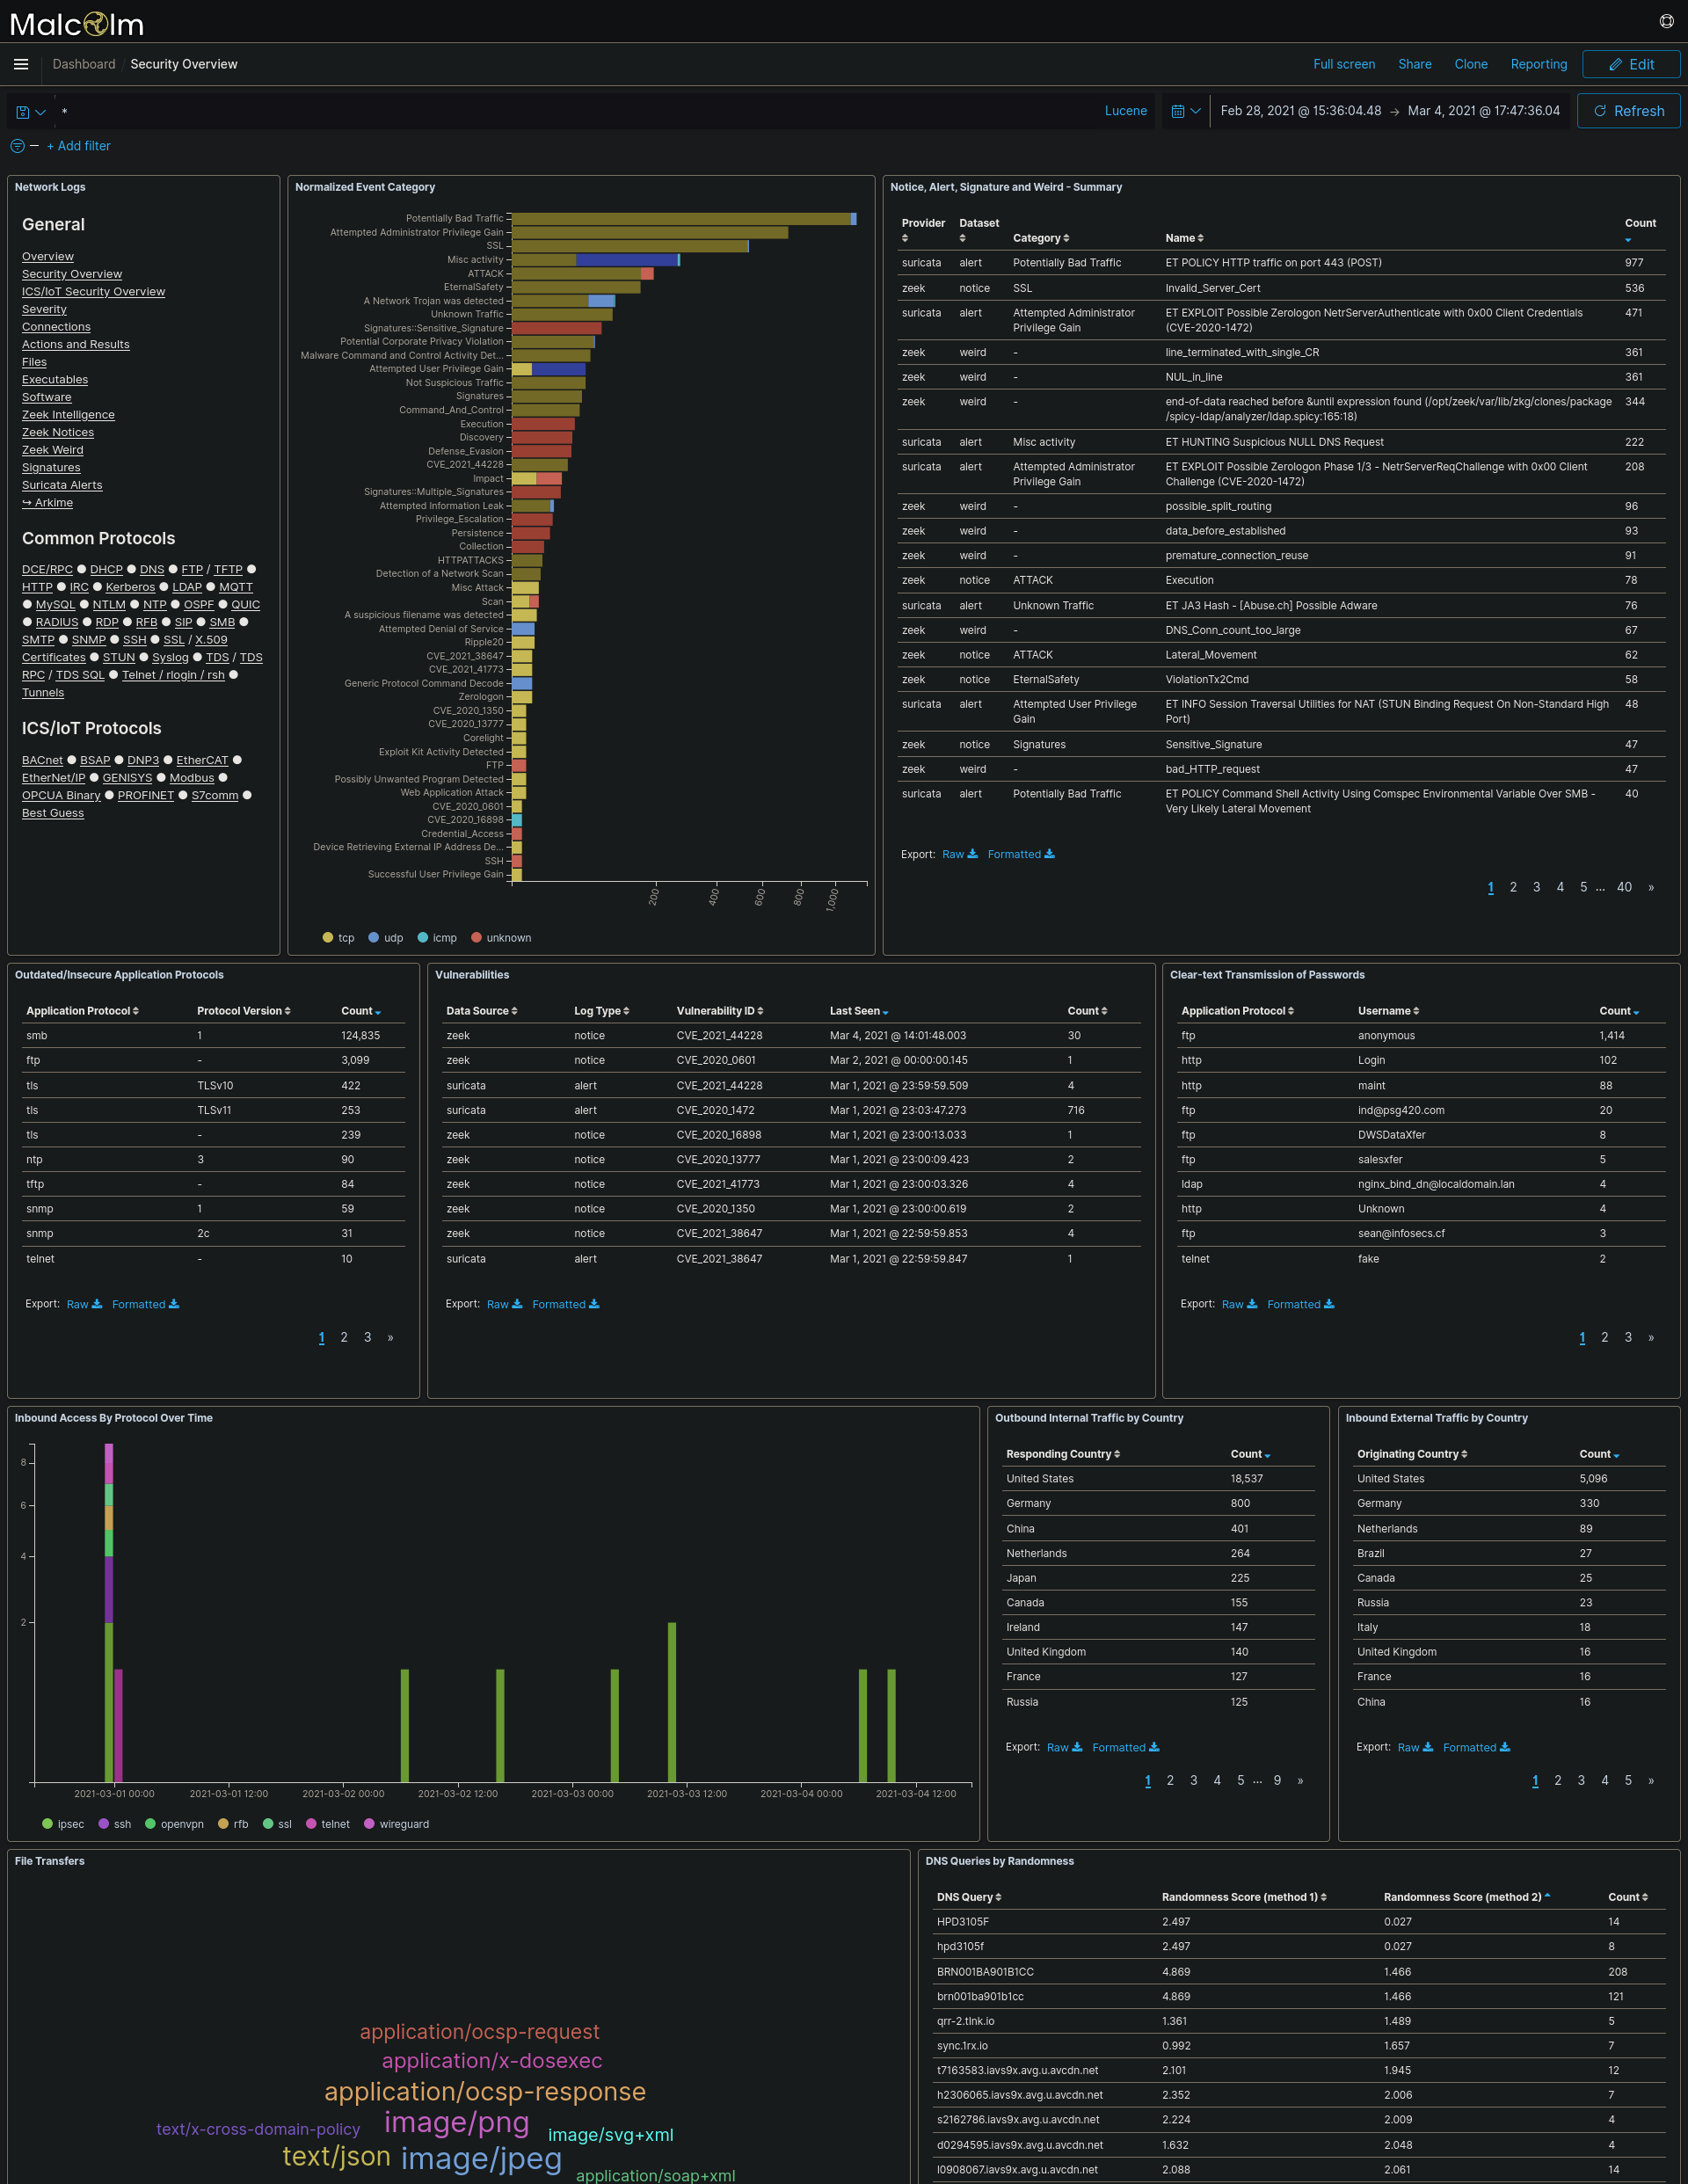 Malcolm
Dashboard / Security Overview
Full screen Share Clone Reporting Edit
* Lucene Feb 28, 2021 @ 15:36:04.48 → Mar 4, 2021 @ 17:47:36.04 Refresh
+ Add filter
Network Logs
General
Overview
Security Overview
ICS/IoT Security Overview
Severity
Connections
Actions and Results
Files
Executables
Software
Zeek Intelligence
Zeek Notices
Zeek Weird
Signatures
Suricata Alerts
↪ Arkime
Common Protocols
DCE/RPC ● DHCP ● DNS ● FTP / TFTP ●
HTTP ● IRC ● Kerberos ● LDAP ● MQTT
● MySQL ● NTLM ● NTP ● OSPF ● QUIC
● RADIUS ● RDP ● RFB ● SIP ● SMB ●
SMTP ● SNMP ● SSH ● SSL / X.509
Certificates ● STUN ● Syslog ● TDS / TDS
RPC / TDS SQL ● Telnet / rlogin / rsh ●
Tunnels
ICS/IoT Protocols
BACnet ● BSAP ● DNP3 ● EtherCAT ●
EtherNet/IP ● GENISYS ● Modbus ●
OPCUA Binary ● PROFINET ● S7comm ●
Best Guess
Normalized Event Category
Potentially Bad Traffic
Attempted Administrator Privilege Gain
SSL
Misc activity
ATTACK
EternalSafety
A Network Trojan was detected
Unknown Traffic
Signatures::Sensitive_Signature
Potential Corporate Privacy Violation
Malware Command and Control Activity Det...
Attempted User Privilege Gain
Not Suspicious Traffic
Signatures
Command_And_Control
Execution
Discovery
Defense_Evasion
CVE_2021_44228
Impact
Signatures::Multiple_Signatures
Attempted Information Leak
Privilege_Escalation
Persistence
Collection
HTTPATTACKS
Detection of a Network Scan
Misc Attack
Scan
A suspicious filename was detected
Attempted Denial of Service
Ripple20
CVE_2021_38647
CVE_2021_41773
Generic Protocol Command Decode
Zerologon
CVE_2020_1350
CVE_2020_13777
Corelight
Exploit Kit Activity Detected
FTP
Possibly Unwanted Program Detected
Web Application Attack
CVE_2020_0601
CVE_2020_16898
Credential_Access
Device Retrieving External IP Address De...
SSH
Successful User Privilege Gain
200 400 600 800 1,000
tcp udp icmp unknown
Notice, Alert, Signature and Weird - Summary
Provider Dataset Category Name Count
suricata alert Potentially Bad Traffic ET POLICY HTTP traffic on port 443 (POST) 977
zeek notice SSL Invalid_Server_Cert 536
suricata alert Attempted Administrator ET EXPLOIT Possible Zerologon NetrServerAuthenticate with 0x00 Client Credentials 471
Privilege Gain (CVE-2020-1472)
zeek weird - line_terminated_with_single_CR 361
zeek weird - NUL_in_line 361
zeek weird - end-of-data reached before &until expression found (/opt/zeek/var/lib/zkg/clones/package 344
/spicy-ldap/analyzer/ldap.spicy:165:18)
suricata alert Misc activity ET HUNTING Suspicious NULL DNS Request 222
suricata alert Attempted Administrator ET EXPLOIT Possible Zerologon Phase 1/3 - NetrServerReqChallenge with 0x00 Client 208
Privilege Gain Challenge (CVE-2020-1472)
zeek weird - possible_split_routing 96
zeek weird - data_before_established 93
zeek weird - premature_connection_reuse 91
zeek notice ATTACK Execution 78
suricata alert Unknown Traffic ET JA3 Hash - [Abuse.ch] Possible Adware 76
zeek weird - DNS_Conn_count_too_large 67
zeek notice ATTACK Lateral_Movement 62
zeek notice EternalSafety ViolationTx2Cmd 58
suricata alert Attempted User Privilege ET INFO Session Traversal Utilities for NAT (STUN Binding Request On Non-Standard High 48
Gain Port)
zeek notice Signatures Sensitive_Signature 47
zeek weird - bad_HTTP_request 47
suricata alert Potentially Bad Traffic ET POLICY Command Shell Activity Using Comspec Environmental Variable Over SMB - 40
Very Likely Lateral Movement
Export: Raw Formatted
1 2 3 4 5 ... 40 »
Outdated/Insecure Application Protocols
Application Protocol Protocol Version Count
smb 1 124,835
ftp - 3,099
tls TLSv10 422
tls TLSv11 253
tls - 239
ntp 3 90
tftp - 84
snmp 1 59
snmp 2c 31
telnet - 10
Export: Raw Formatted
1 2 3 »
Vulnerabilities
Data Source Log Type Vulnerability ID Last Seen Count
zeek notice CVE_2021_44228 Mar 4, 2021 @ 14:01:48.003 30
zeek notice CVE_2020_0601 Mar 2, 2021 @ 00:00:00.145 1
suricata alert CVE_2021_44228 Mar 1, 2021 @ 23:59:59.509 4
suricata alert CVE_2020_1472 Mar 1, 2021 @ 23:03:47.273 716
zeek notice CVE_2020_16898 Mar 1, 2021 @ 23:00:13.033 1
zeek notice CVE_2020_13777 Mar 1, 2021 @ 23:00:09.423 2
zeek notice CVE_2021_41773 Mar 1, 2021 @ 23:00:03.326 4
zeek notice CVE_2020_1350 Mar 1, 2021 @ 23:00:00.619 2
zeek notice CVE_2021_38647 Mar 1, 2021 @ 22:59:59.853 4
suricata alert CVE_2021_38647 Mar 1, 2021 @ 22:59:59.847 1
Export: Raw Formatted
Clear-text Transmission of Passwords
Application Protocol Username Count
ftp anonymous 1,414
http Login 102
http maint 88
ftp ind@psg420.com 20
ftp DWSDataXfer 8
ftp salesxfer 5
ldap nginx_bind_dn@localdomain.lan 4
http Unknown 4
ftp sean@infosecs.cf 3
telnet fake 2
Export: Raw Formatted
1 2 3 »
Inbound Access By Protocol Over Time
8
6
4
2
2021-03-01 00:00 2021-03-01 12:00 2021-03-02 00:00 2021-03-02 12:00 2021-03-03 00:00 2021-03-03 12:00 2021-03-04 00:00 2021-03-04 12:00
ipsec ssh openvpn rfb ssl telnet wireguard
Outbound Internal Traffic by Country
Responding Country Count
United States 18,537
Germany 800
China 401
Netherlands 264
Japan 225
Canada 155
Ireland 147
United Kingdom 140
France 127
Russia 125
Export: Raw Formatted
1 2 3 4 5 ... 9 »
Inbound External Traffic by Country
Originating Country Count
United States 5,096
Germany 330
Netherlands 89
Brazil 27
Canada 25
Russia 23
Italy 18
United Kingdom 16
France 16
China 16
Export: Raw Formatted
1 2 3 4 5 »
File Transfers
application/ocsp-request
application/x-dosexec
application/ocsp-response
text/x-cross-domain-policy image/png image/svg+xml
text/json image/jpeg application/soap+xml
DNS Queries by Randomness
DNS Query Randomness Score (method 1) Randomness Score (method 2) Count
HPD3105F 2.497 0.027 14
hpd3105f 2.497 0.027 8
BRN001BA901B1CC 4.869 1.466 208
brn001ba901b1cc 4.869 1.466 121
qrr-2.tlnk.io 1.361 1.489 5
sync.1rx.io 0.992 1.657 7
t7163583.iavs9x.avg.u.avcdn.net 2.101 1.945 12
h2306065.iavs9x.avg.u.avcdn.net 2.352 2.006 7
s2162786.iavs9x.avg.u.avcdn.net 2.224 2.009 4
d0294595.iavs9x.avg.u.avcdn.net 1.632 2.048 4
l0908067.iavs9x.avg.u.avcdn.net 2.088 2.061 14